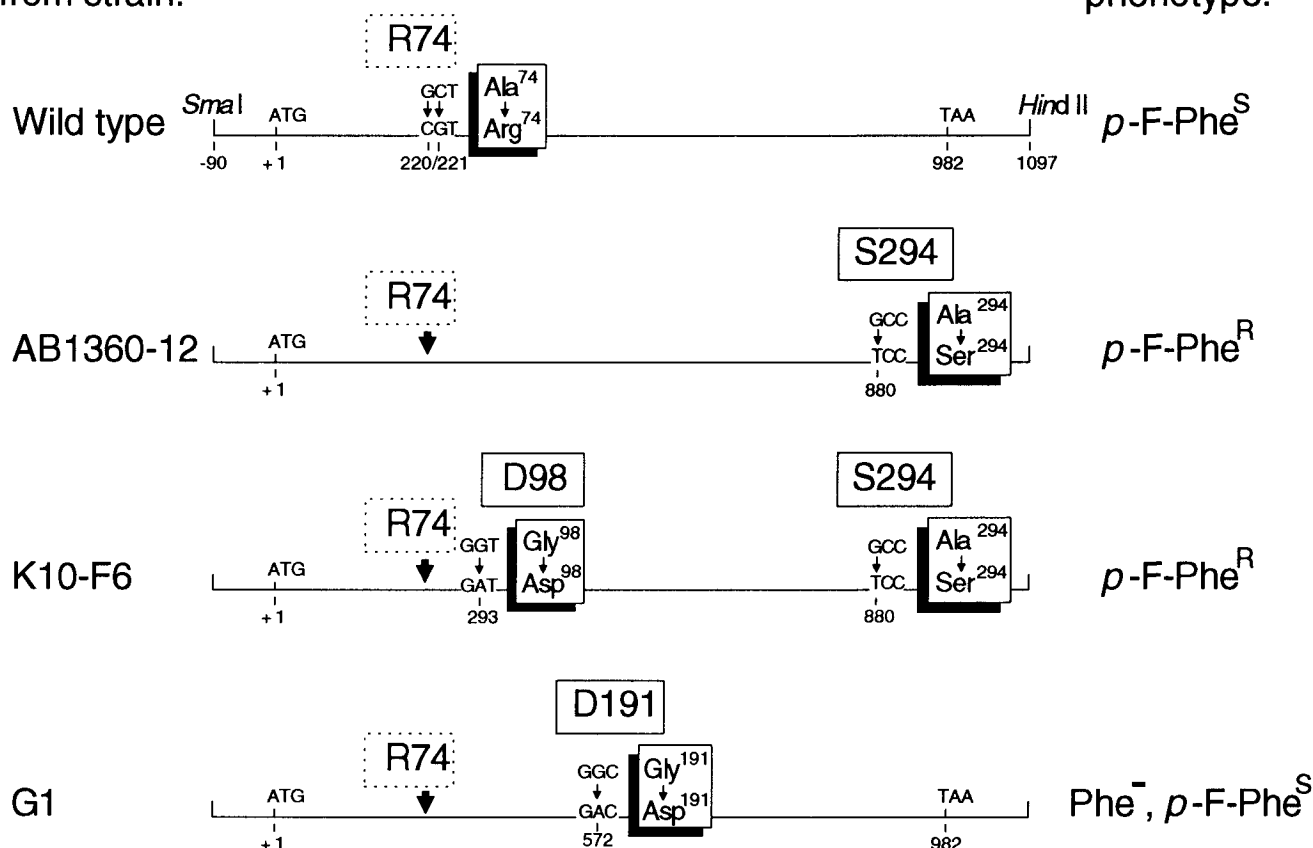 from strain: phenotype:
R74
Wild type SmaI ATG GCT CGT Ala74 Arg74 TAA Hind II p-F-PheS
-90 +1 220/221 982 1097
S294
R74
AB1360-12 ATG GCC TCC Ala294 Ser294 p-F-PheR
+1 880
D98 S294
R74
K10-F6 ATG GGT GAT Gly98 Asp98 GCC TCC Ala294 Ser294 p-F-PheR
+1 293 880
D191
R74
G1 ATG GGC GAC Gly191 Asp191 TAA Phe-, p-F-PheS
+1 572 982